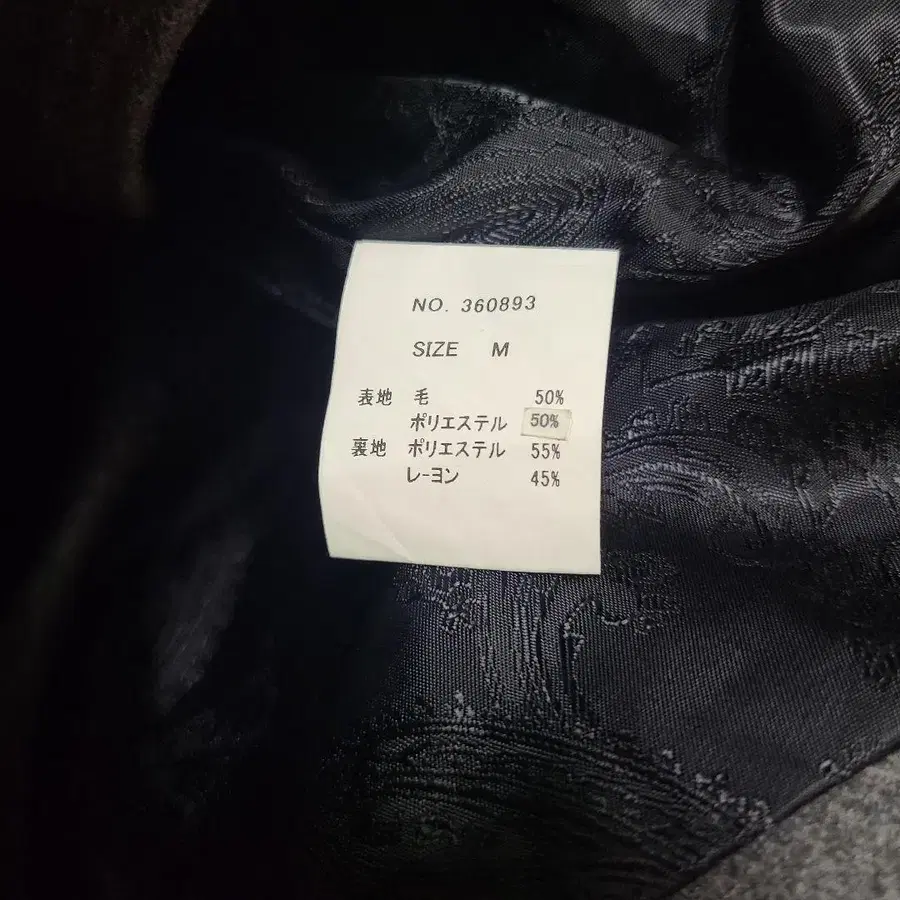 NO. 360893
SIZE M
表地 毛 50%
ポリエステル 50%
裏地 ポリエステル 55%
レーヨン 45%